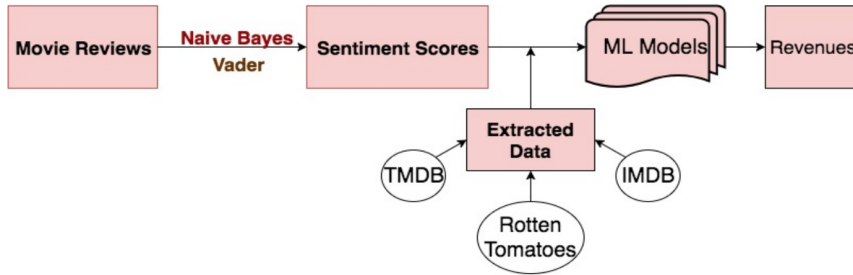 Movie Reviews
Naive Bayes
Vader
Sentiment Scores
ML Models
Revenues
Extracted
Data
TMDB
IMDB
Rotten
Tomatoes